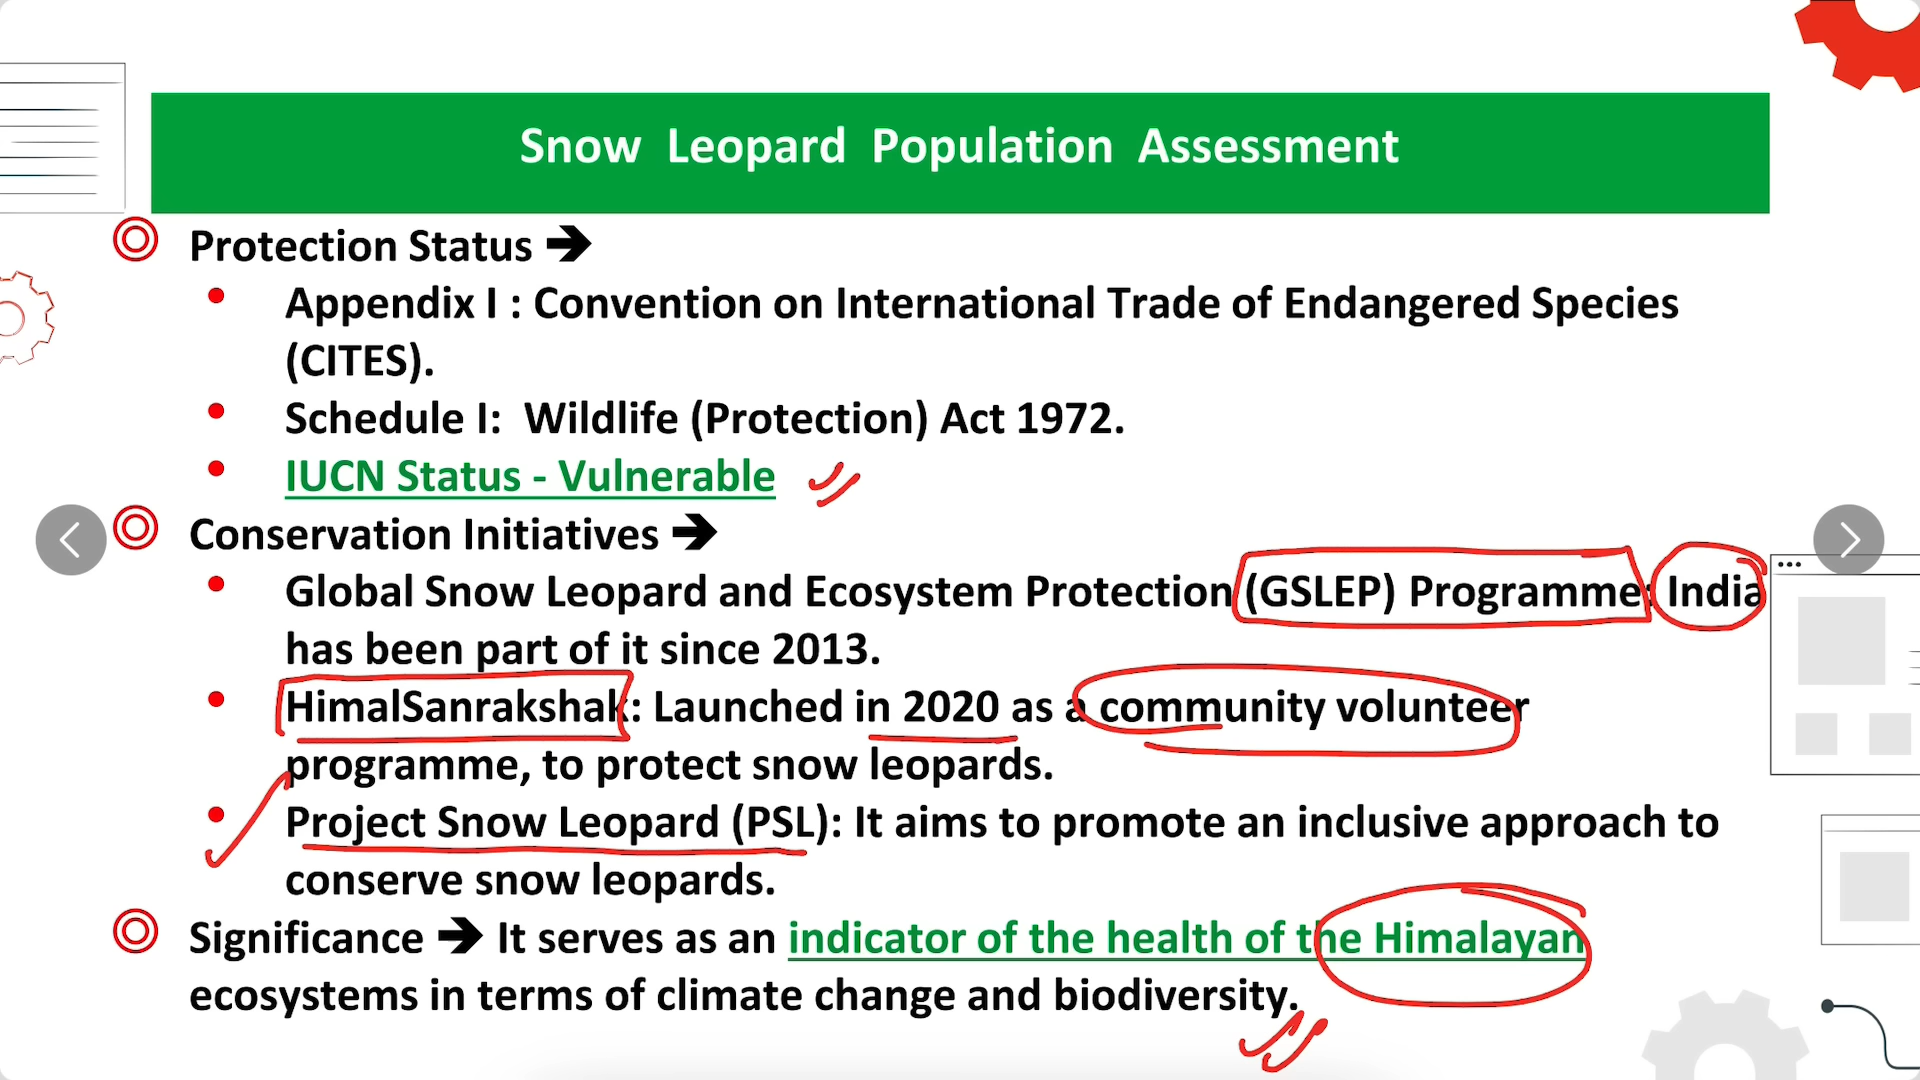 Snow Leopard Population Assessment
Protection Status ➔
Appendix I : Convention on International Trade of Endangered Species
(CITES).
Schedule I: Wildlife (Protection) Act 1972.
IUCN Status - Vulnerable
Conservation Initiatives ➔
Global Snow Leopard and Ecosystem Protection (GSLEP) Programme: India
has been part of it since 2013.
HimalSanrakshak: Launched in 2020 as a community volunteer
programme, to protect snow leopards.
Project Snow Leopard (PSL): It aims to promote an inclusive approach to
conserve snow leopards.
Significance ➔ It serves as an indicator of the health of the Himalayan
ecosystems in terms of climate change and biodiversity.